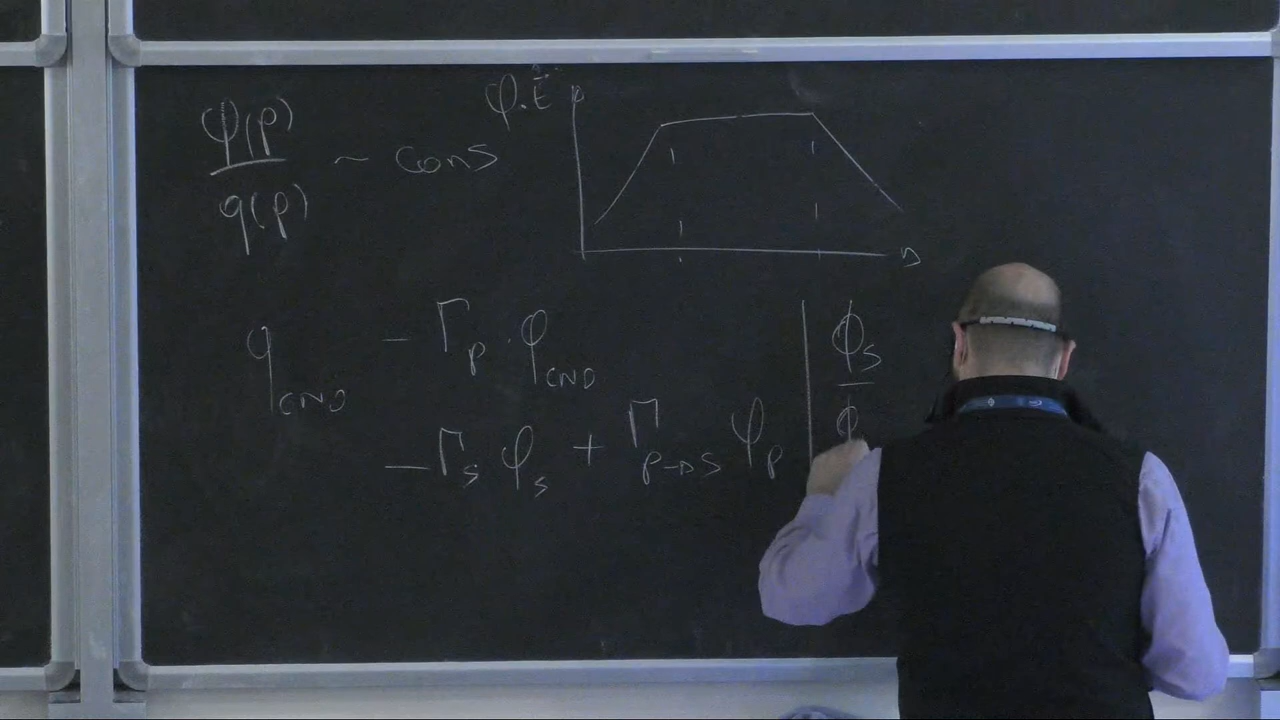 φ(p)
q(p)
~ cons
φ·E
q_CNO - Γ_p · φ_CNO
- Γ_s φ_s + Γ_p→s φ_p
φ_s
φ